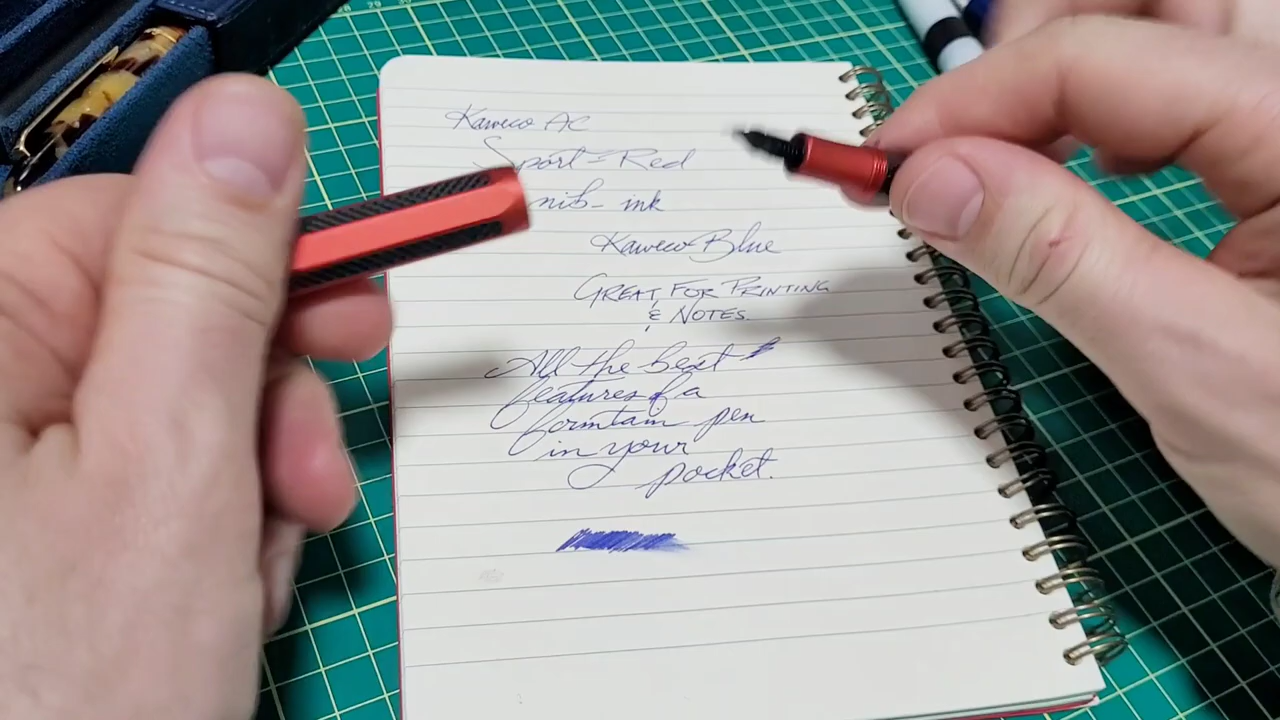 Kaweco AC
Sport - Red
nib - ink
Kaweco Blue
GREAT FOR PRINTING
& NOTES.
All the best
features of a
formtam pen
in your
pocket.